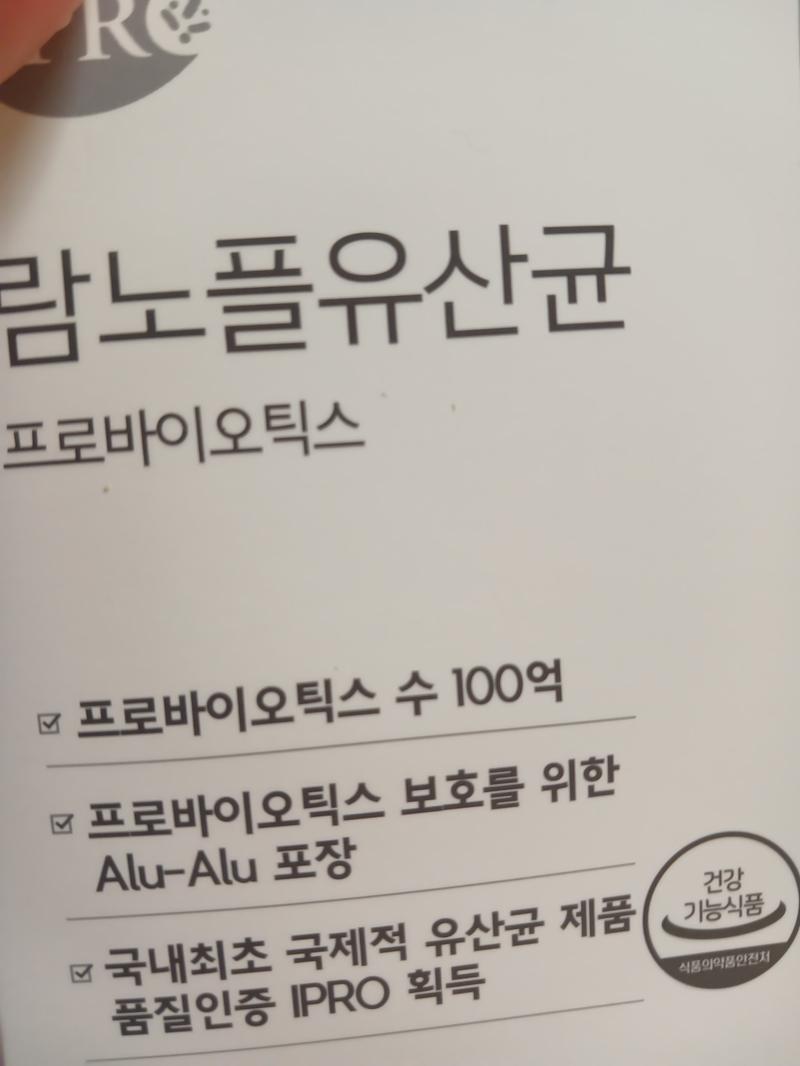 PRO
람노플유산균
프로바이오틱스
프로바이오틱스 수 100억
프로바이오틱스 보호를 위한
Alu-Alu 포장
국내최초 국제적 유산균 제품
품질인증 IPRO 획득
건강
기능식품
식품의약품안전처